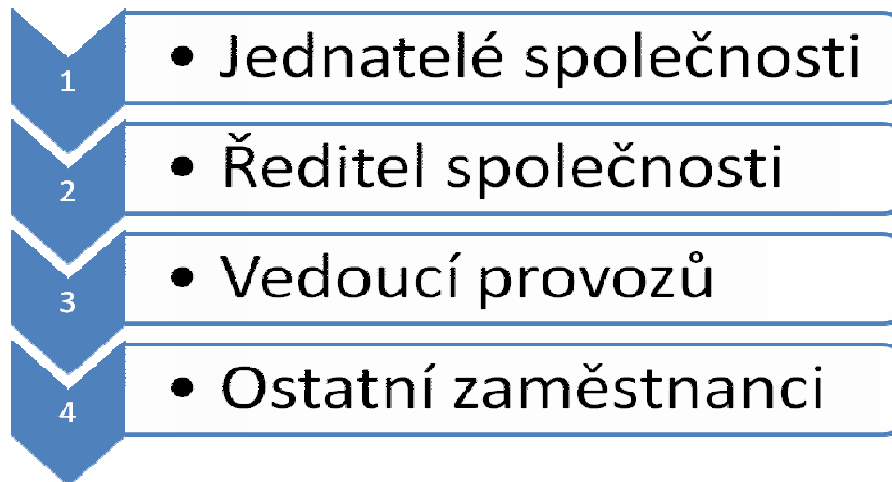 1
• Jednatelé společnosti
2
• Ředitel společnosti
3
• Vedoucí provozů
4
• Ostatní zaměstnanci